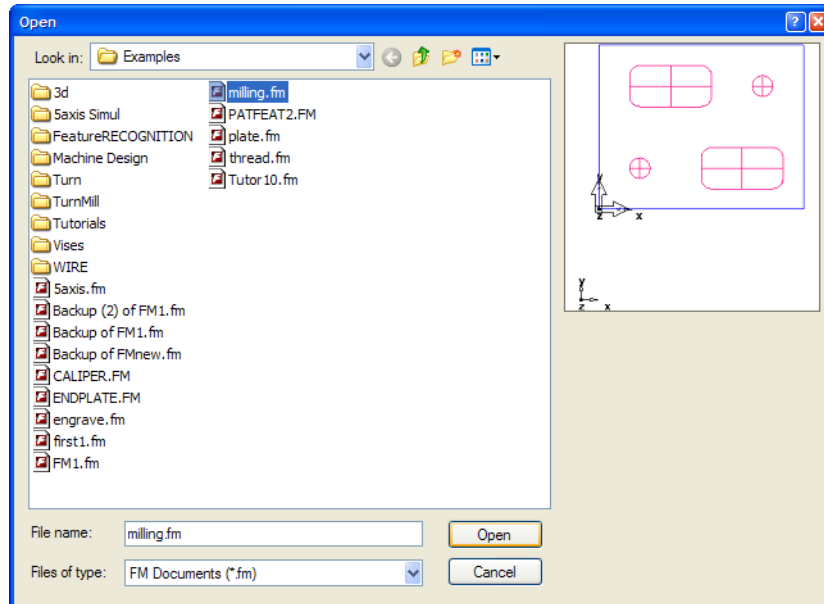 Open
Look in: Examples
3d
5axis Simul
FeatureRECOGNITION
Machine Design
Turn
TurnMill
Tutorials
Vises
WIRE
5axis.fm
Backup (2) of FM1.fm
Backup of FM1.fm
Backup of FMnew.fm
CALIPER.FM
ENDPLATE.FM
engrave.fm
first1.fm
FM1.fm
milling.fm
PATFEAT2.FM
plate.fm
thread.fm
Tutor10.fm
y
z x
y
z x
File name: milling.fm Open
Files of type: FM Documents (*.fm) Cancel